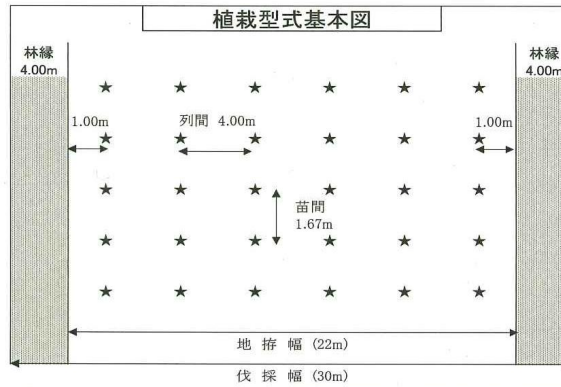 植栽型式基本図
林縁
4.00m
林縁
4.00m
1.00m
列間 4.00m
1.00m
苗間
1.67m
地拵幅 (22m)
伐採幅 (30m)